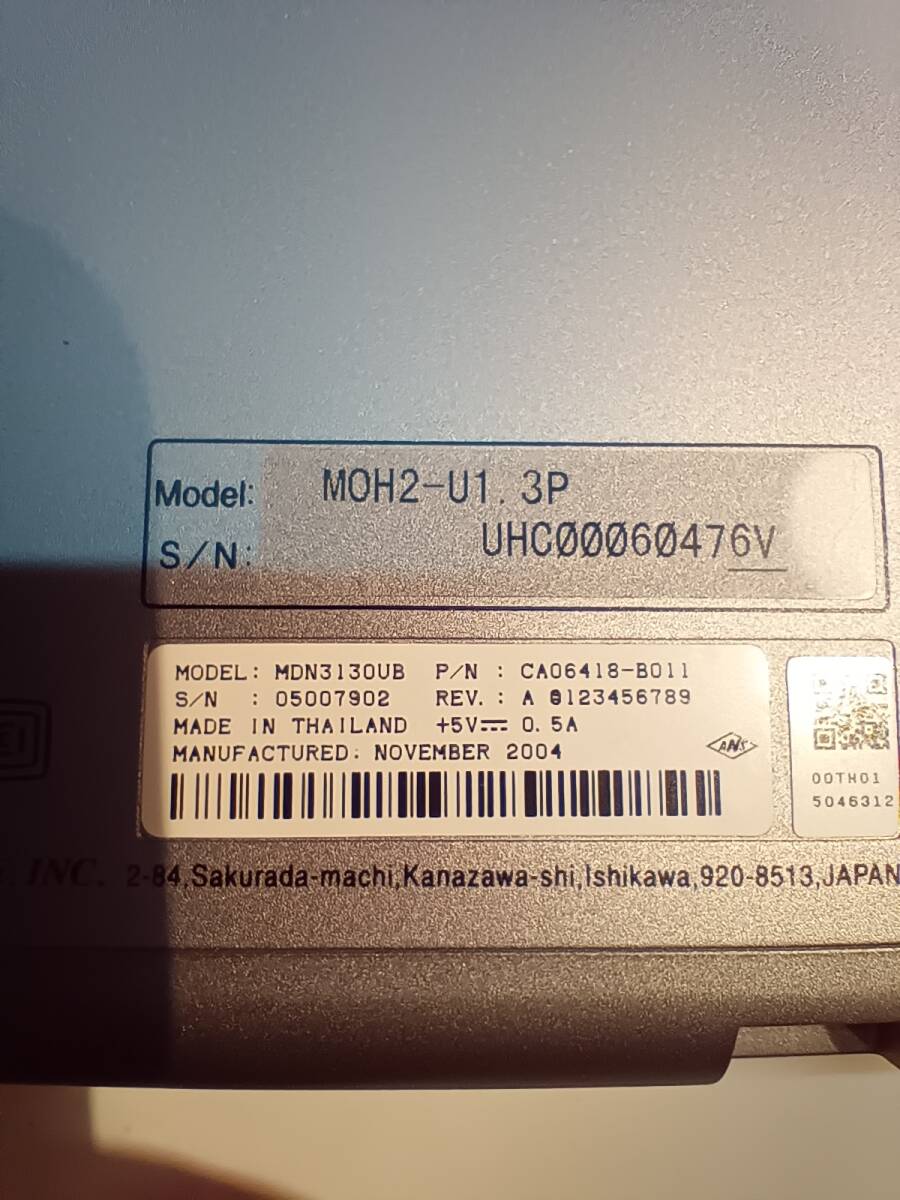 Model: MOH2-U1.3P
S/N: UHC00060476V
MODEL: MDN3130UB P/N : CA06418-B011
S/N : 05007902 REV. : A 0123456789
MADE IN THAILAND +5V⎓ 0.5A
MANUFACTURED: NOVEMBER 2004
ANS
00TH01
5046312
INC. 2-84,Sakurada-machi,Kanazawa-shi,Ishikawa,920-8513,JAPAN